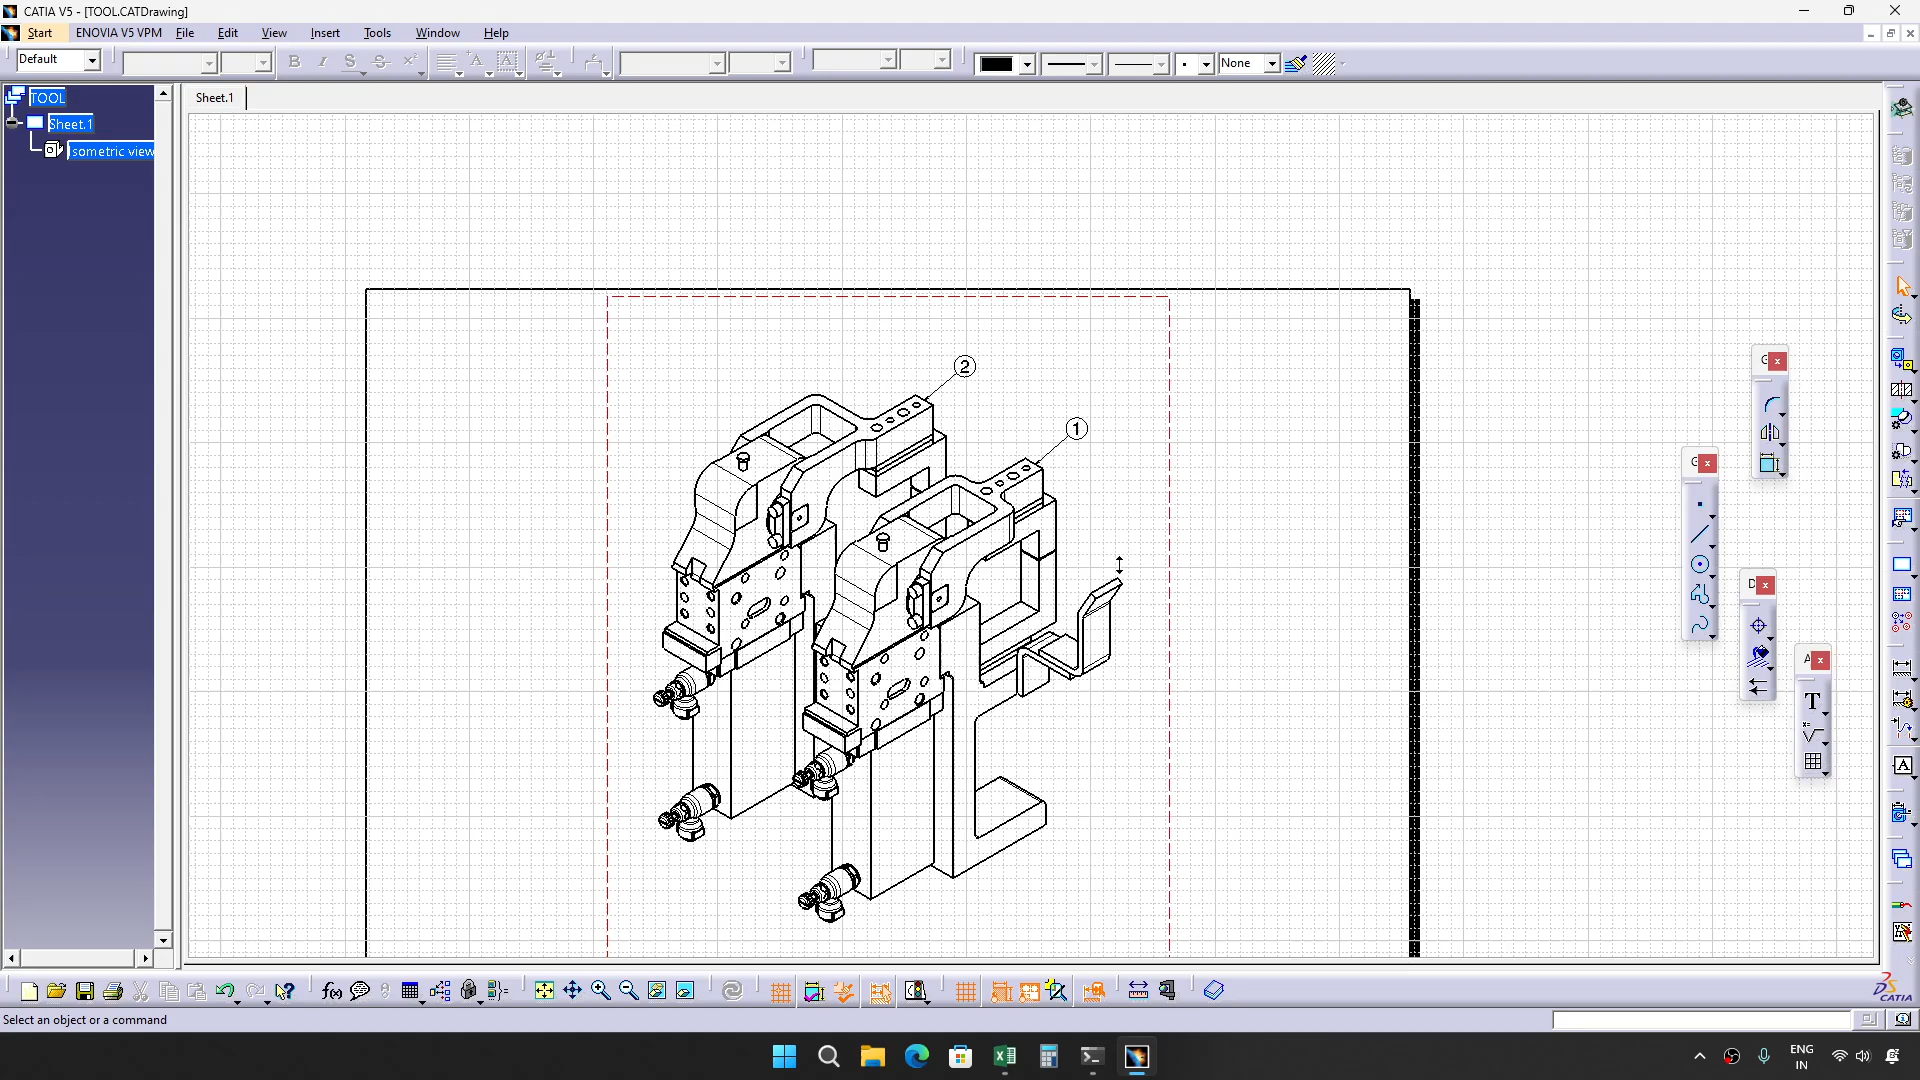 CATIA V5 - [TOOL.CATDrawing]
Start ENOVIA V5 VPM File Edit View Insert Tools Window Help
Default B I S S None
TOOL
Sheet.1
Isometric view
Sheet.1
2
1
G
G
D
A
T
A
f(x)
DS
CATIA
Select an object or a command
ENG
IN